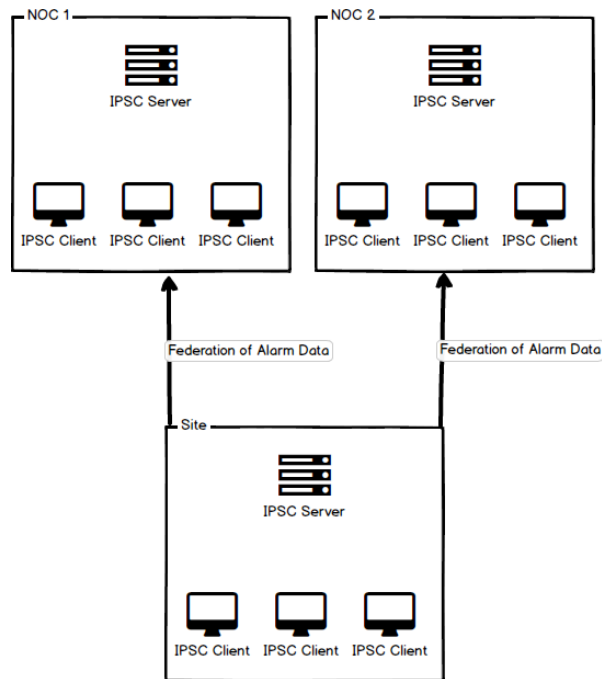 NOC 1
IPSC Server
IPSC Client IPSC Client IPSC Client
NOC 2
IPSC Server
IPSC Client IPSC Client IPSC Client
Federation of Alarm Data
Federation of Alarm Data
Site
IPSC Server
IPSC Client IPSC Client IPSC Client